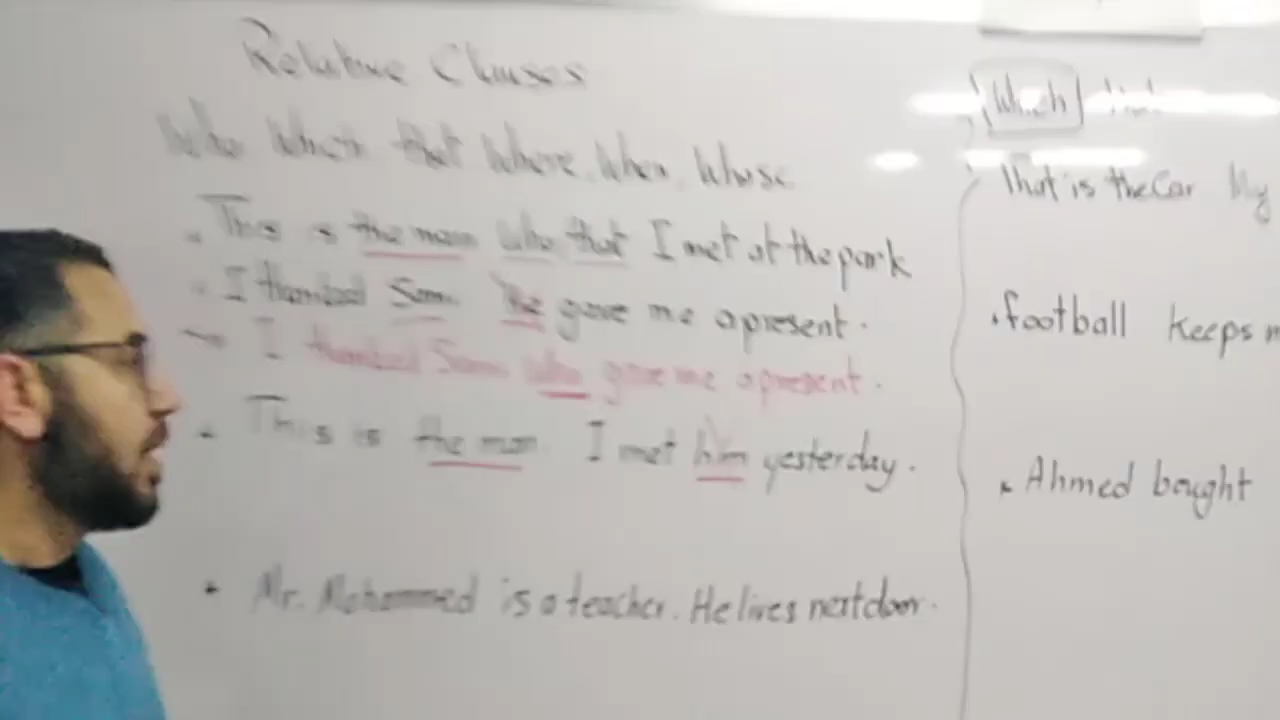 Relative Clauses
Who Which that Where, When, Whose
This is the man who that I met at the park
I thanked Sam. He gave me a present.
I thanked Sam who gave me a present.
This is the man I met him yesterday.
Mr. Mohammed is a teacher. He lives next door.
Which
That is the Car My
football keeps
Ahmed bought